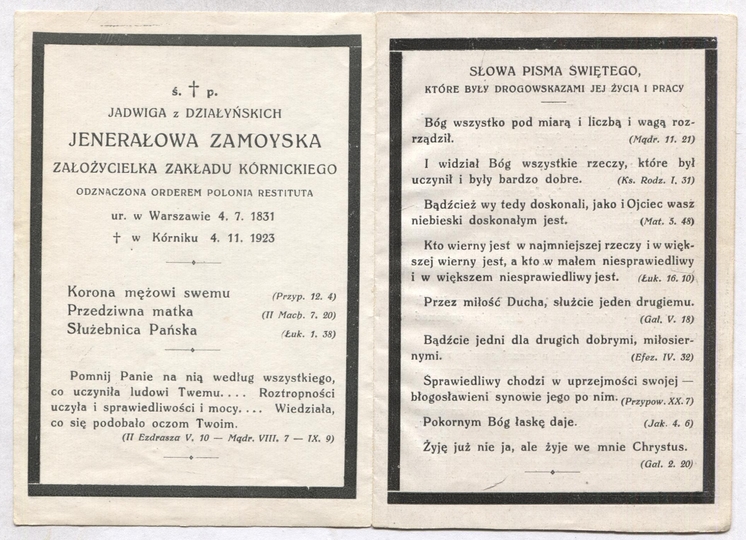 ś. † p.
JADWIGA z DZIAŁYŃSKICH
JENERAŁOWA ZAMOYSKA
ZAŁOŻYCIELKA ZAKŁADU KÓRNICKIEGO
ODZNACZONA ORDEREM POLONIA RESTITUTA
ur. w Warszawie 4. 7. 1831
† w Kórniku 4. 11. 1923
Korona mężowi swemu (Przyp. 12. 4)
Przedziwna matka (II Mach. 7. 20)
Służebnica Pańska (Łuk. 1. 38)
Pomnij Panie na nią według wszystkiego,
co uczyniła ludowi Twemu.... Roztropności
uczyła i sprawiedliwości i mocy.... Wiedziała,
co się podobało oczom Twoim.
(II Ezdrasza V. 10 — Mądr. VIII. 7 — IX. 9)
SŁOWA PISMA SWIĘTEGO,
KTÓRE BYŁY DROGOWSKAZAMI JEJ ŻYCIA I PRACY
Bóg wszystko pod miarą i liczbą i wagą roz-
rządził. (Mądr. 11. 21)
I widział Bóg wszystkie rzeczy, które był
uczynił i były bardzo dobre. (Ks. Rodz. I. 31)
Bądźcież wy tedy doskonali, jako i Ojciec wasz
niebieski doskonałym jest. (Mat. 5. 48)
Kto wierny jest w najmniejszej rzeczy i w więk-
szej wierny jest, a kto w małem niesprawiedliwy
i w większem niesprawiedliwy jest. (Łuk. 16. 10)
Przez miłość Ducha, służcie jeden drugiemu.
(Gal. V. 18)
Bądźcie jedni dla drugich dobrymi, miłosier-
nymi. (Efez. IV. 32)
Sprawiedliwy chodzi w uprzejmości swojej —
błogosławieni synowie jego po nim. (Przypow. XX. 7)
Pokornym Bóg łaskę daje. (Jak. 4. 6)
Żyję już nie ja, ale żyje we mnie Chrystus.
(Gal. 2. 20)